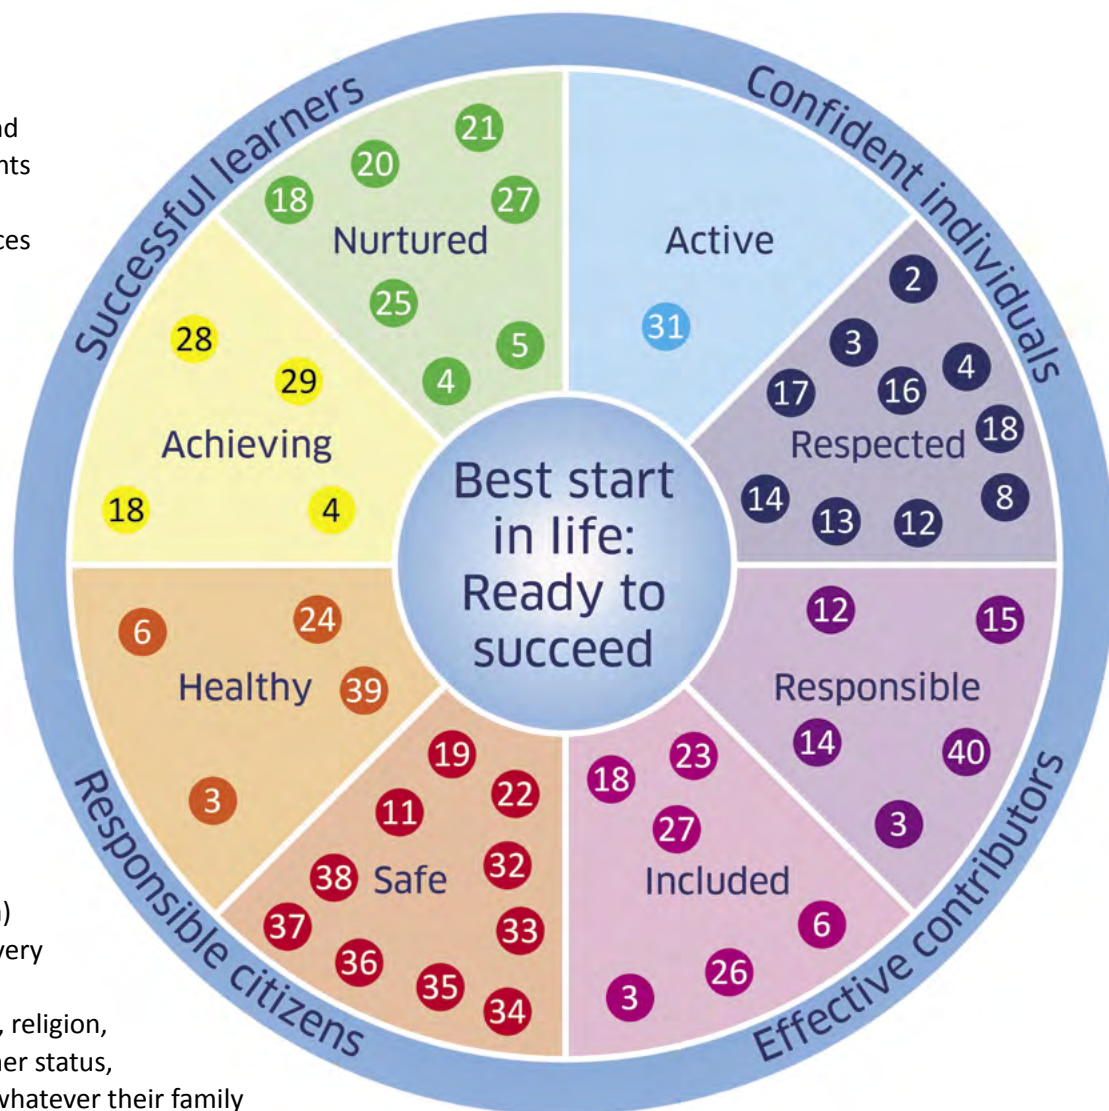 nd
nts
ces
Successful learners
Confident individuals
Nurtured
21
20
18
27
25
5
4
Active
31
Respected
2
3
4
17
16
18
14
13
12
8
Achieving
28
29
18
4
Best start
in life:
Ready to
succeed
Responsible
12
15
14
40
3
Healthy
6
24
39
3
Safe
19
22
11
38
32
37
33
36
35
34
Included
23
18
27
6
26
3
Responsible citizens
Effective contributors
)
very
, religion,
her status,
whatever their family